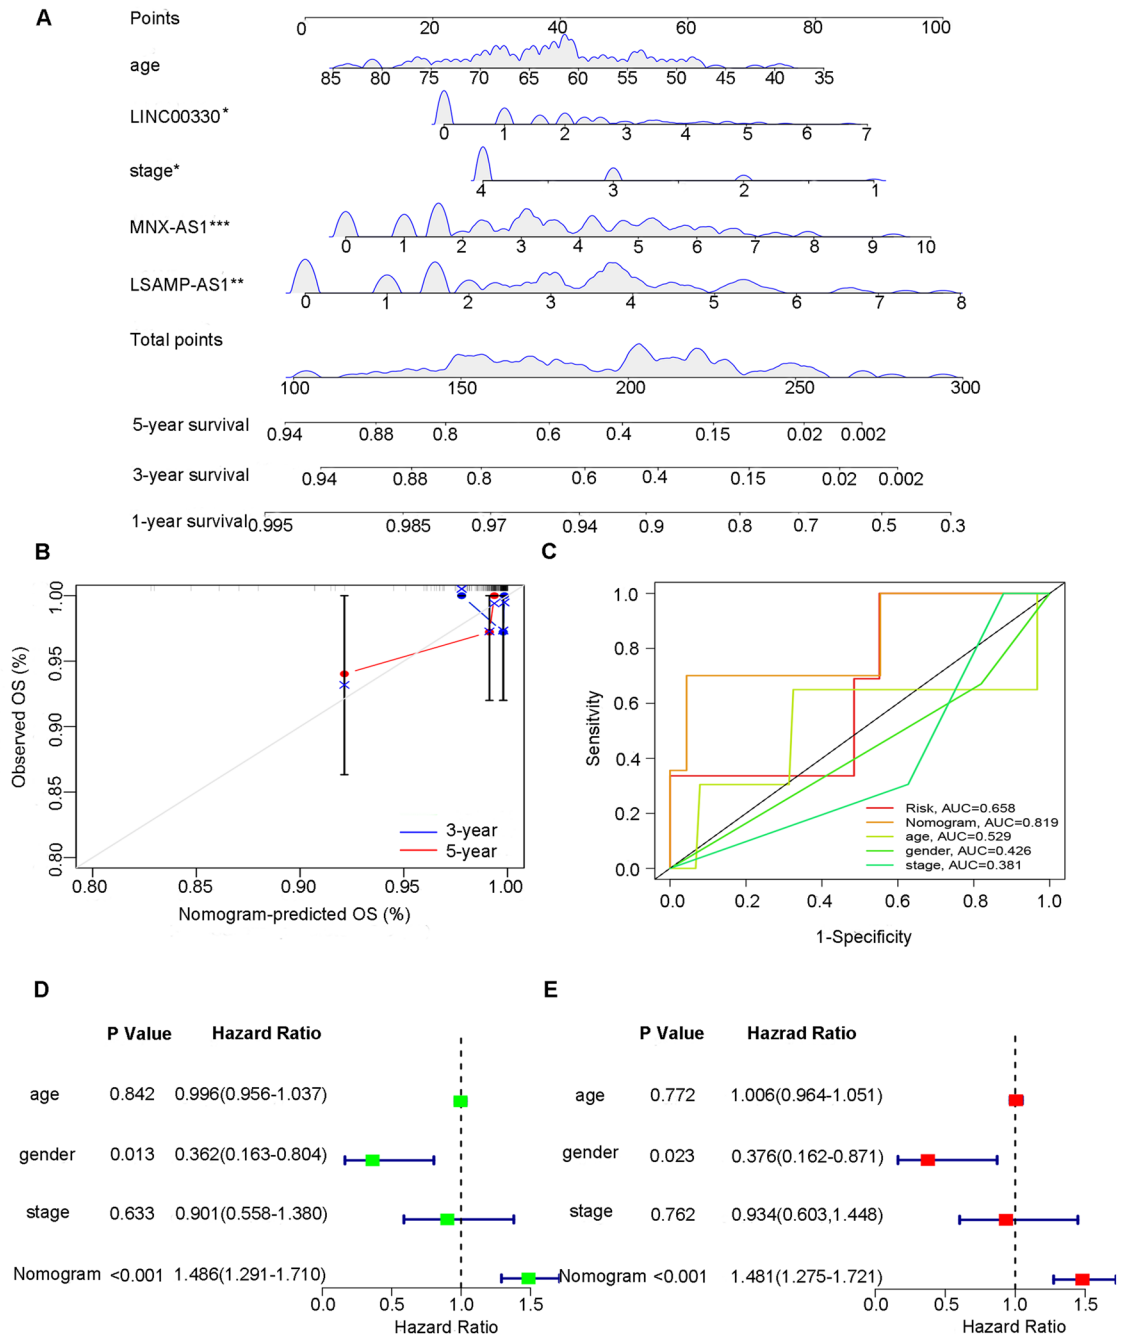 A
Points
0 20 40 60 80 100
age
85 80 75 70 65 60 55 50 45 40 35
LINC00330*
0 1 2 3 4 5 6 7
stage*
4 3 2 1
MNX-AS1***
0 1 2 3 4 5 6 7 8 9 10
LSAMP-AS1**
0 1 2 3 4 5 6 7 8
Total points
100 150 200 250 300
5-year survival
0.94 0.88 0.8 0.6 0.4 0.15 0.02 0.002
3-year survival
0.94 0.88 0.8 0.6 0.4 0.15 0.02 0.002
1-year survival
0.995 0.985 0.97 0.94 0.9 0.8 0.7 0.5 0.3
B
Observed OS (%)
1.00
0.95
0.90
0.85
0.80
3-year
5-year
0.80 0.85 0.90 0.95 1.00
Nomogram-predicted OS (%)
C
Sensitvity
1.0
0.8
0.6
0.4
0.2
0.0
Risk, AUC=0.658
Nomogram, AUC=0.819
age, AUC=0.529
gender, AUC=0.426
stage, AUC=0.381
0.0 0.2 0.4 0.6 0.8 1.0
1-Specificity
D
P Value Hazard Ratio
age 0.842 0.996(0.956-1.037)
gender 0.013 0.362(0.163-0.804)
stage 0.633 0.901(0.558-1.380)
Nomogram <0.001 1.486(1.291-1.710)
0.0 0.5 1.0 1.5
Hazard Ratio
E
P Value Hazrad Ratio
age 0.772 1.006(0.964-1.051)
gender 0.023 0.376(0.162-0.871)
stage 0.762 0.934(0.603,1.448)
Nomogram <0.001 1.481(1.275-1.721)
0.0 0.5 1.0 1.5
Hazard Ratio